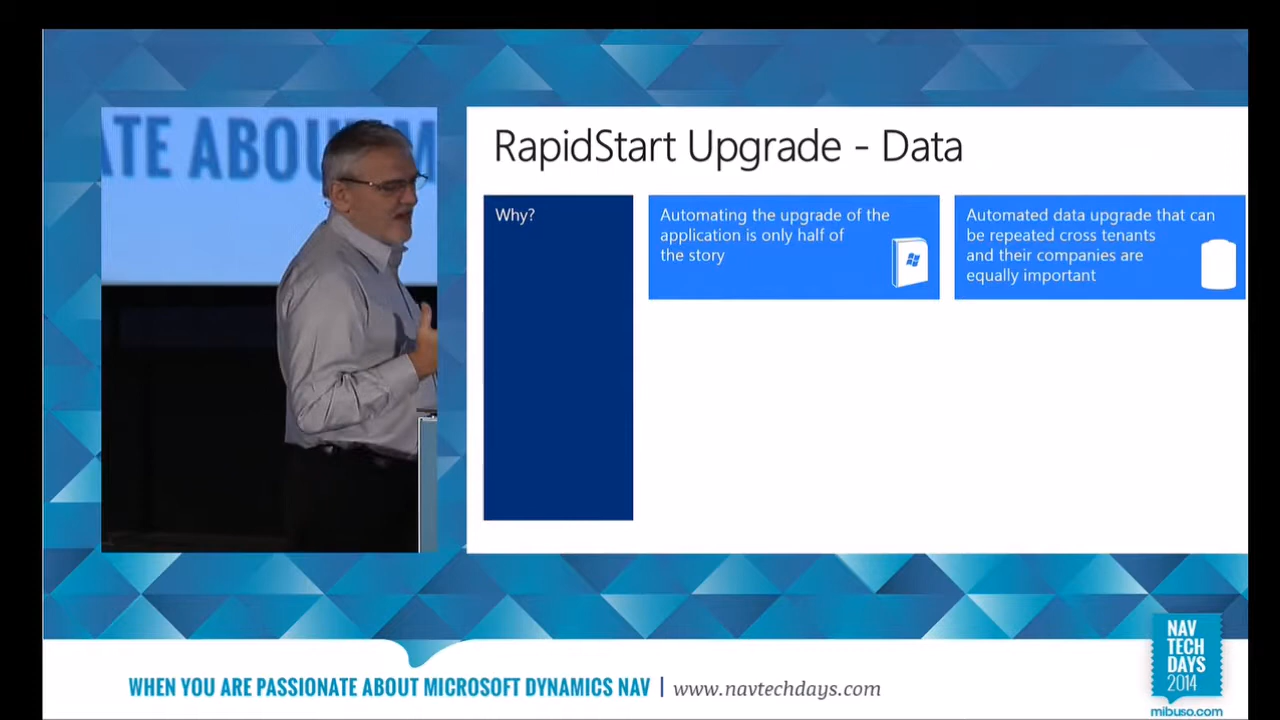 ATE ABOU M
RapidStart Upgrade - Data
Why?
Automating the upgrade of the
application is only half of
the story
Automated data upgrade that can
be repeated cross tenants
and their companies are
equally important
WHEN YOU ARE PASSIONATE ABOUT MICROSOFT DYNAMICS NAV | www.navtechdays.com
NAV
TECH
DAYS
2014
mibuso.com